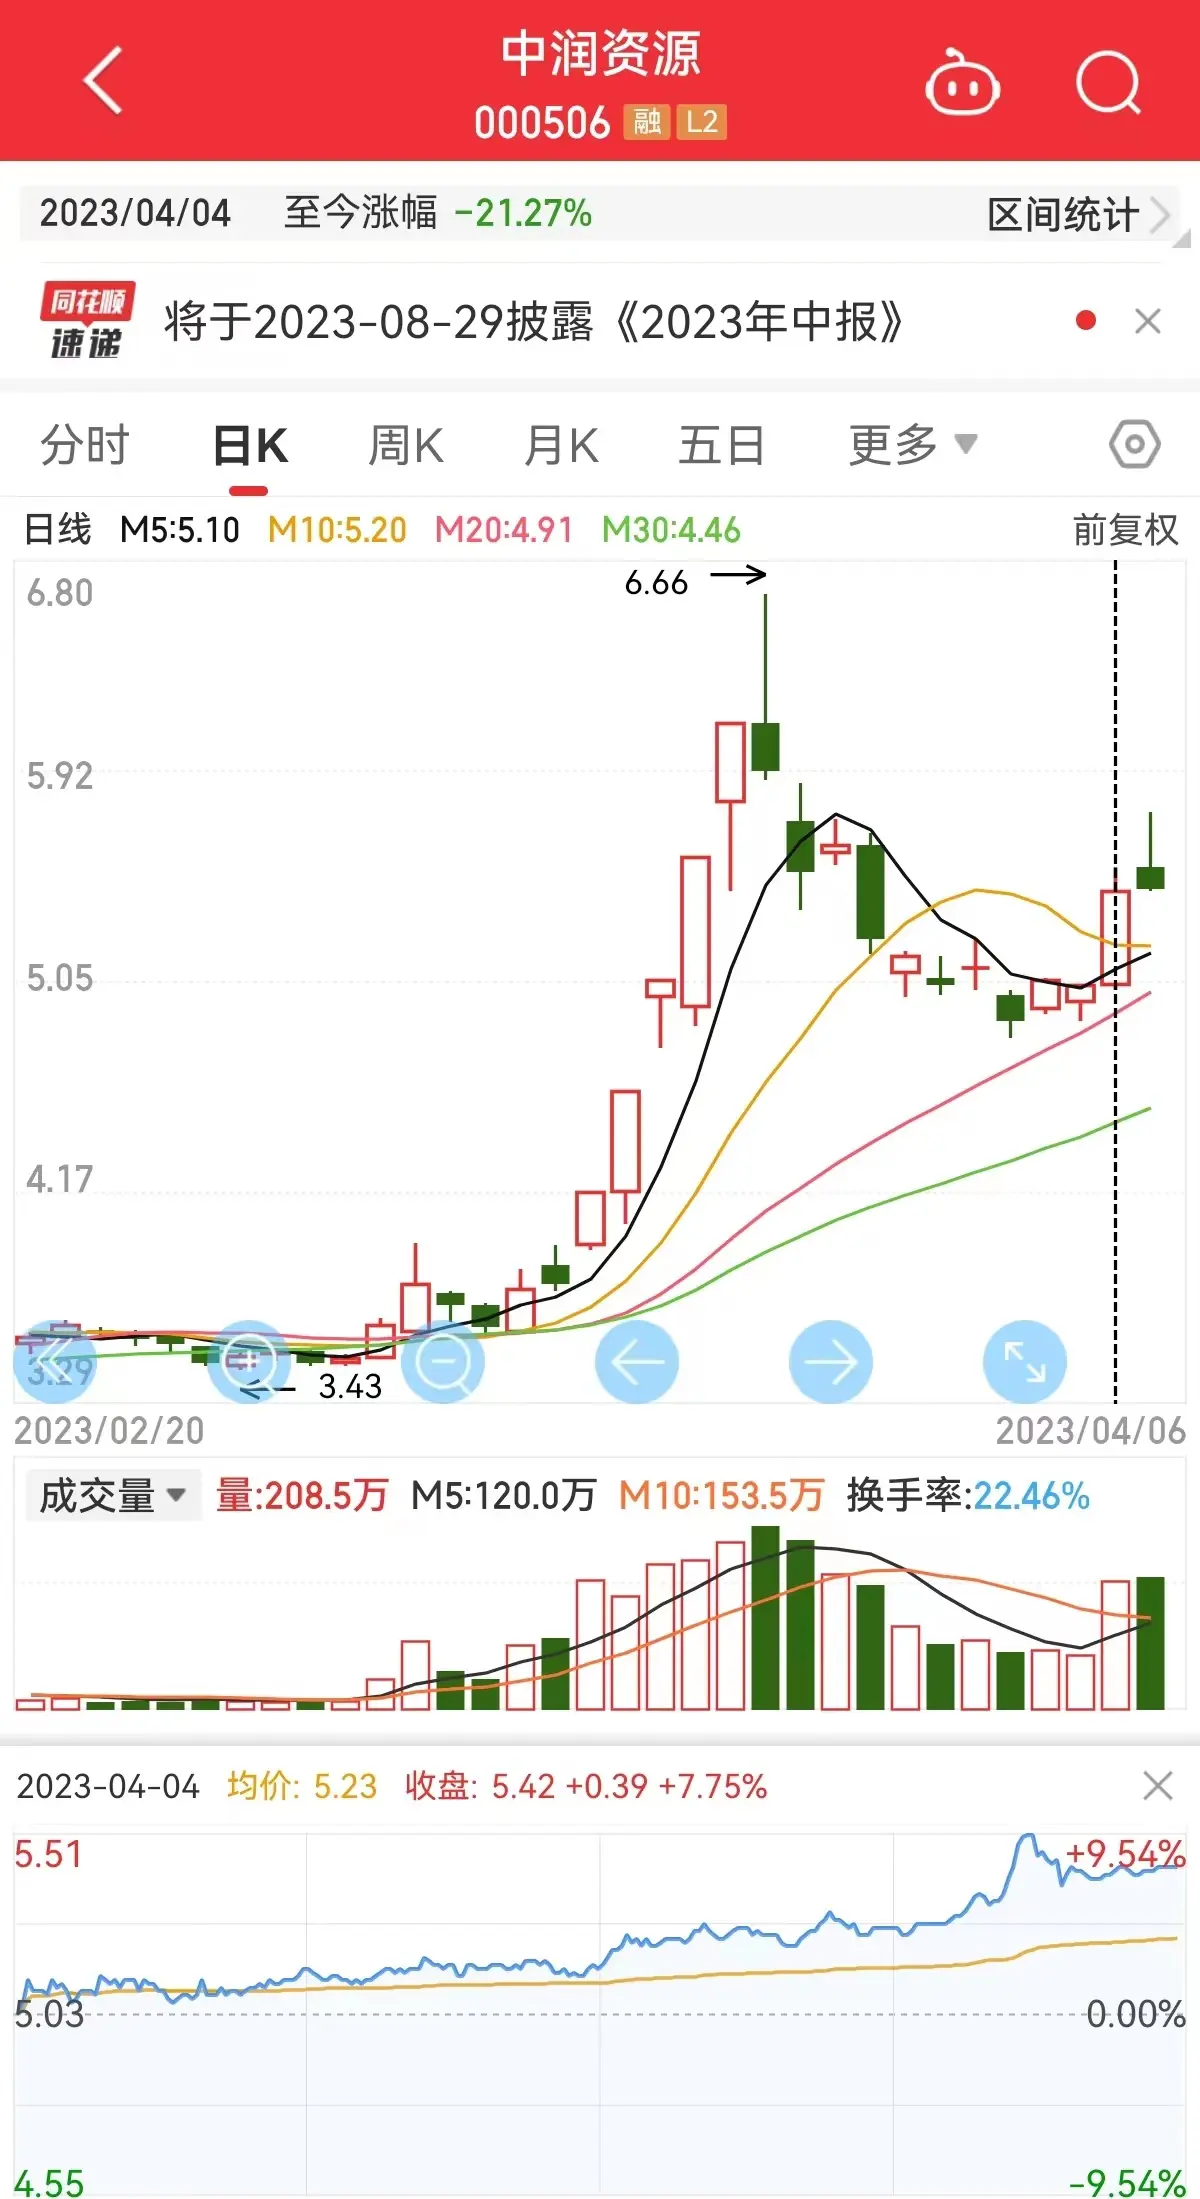 中润资源
000506 融 L2
2023/04/04 至今涨幅 -21.27% 区间统计
同花顺
速递
将于2023-08-29披露《2023年中报》
分时 日K 周K 月K 五日 更多
日线 M5:5.10 M10:5.20 M20:4.91 M30:4.46 前复权
6.66
6.80
5.92
5.05
4.17
3.29
3.43
2023/02/20 2023/04/06
成交量 量:208.5万 M5:120.0万 M10:153.5万 换手率:22.46%
2023-04-04 均价: 5.23 收盘: 5.42 +0.39 +7.75%
5.51 +9.54%
5.03 0.00%
4.55 -9.54%